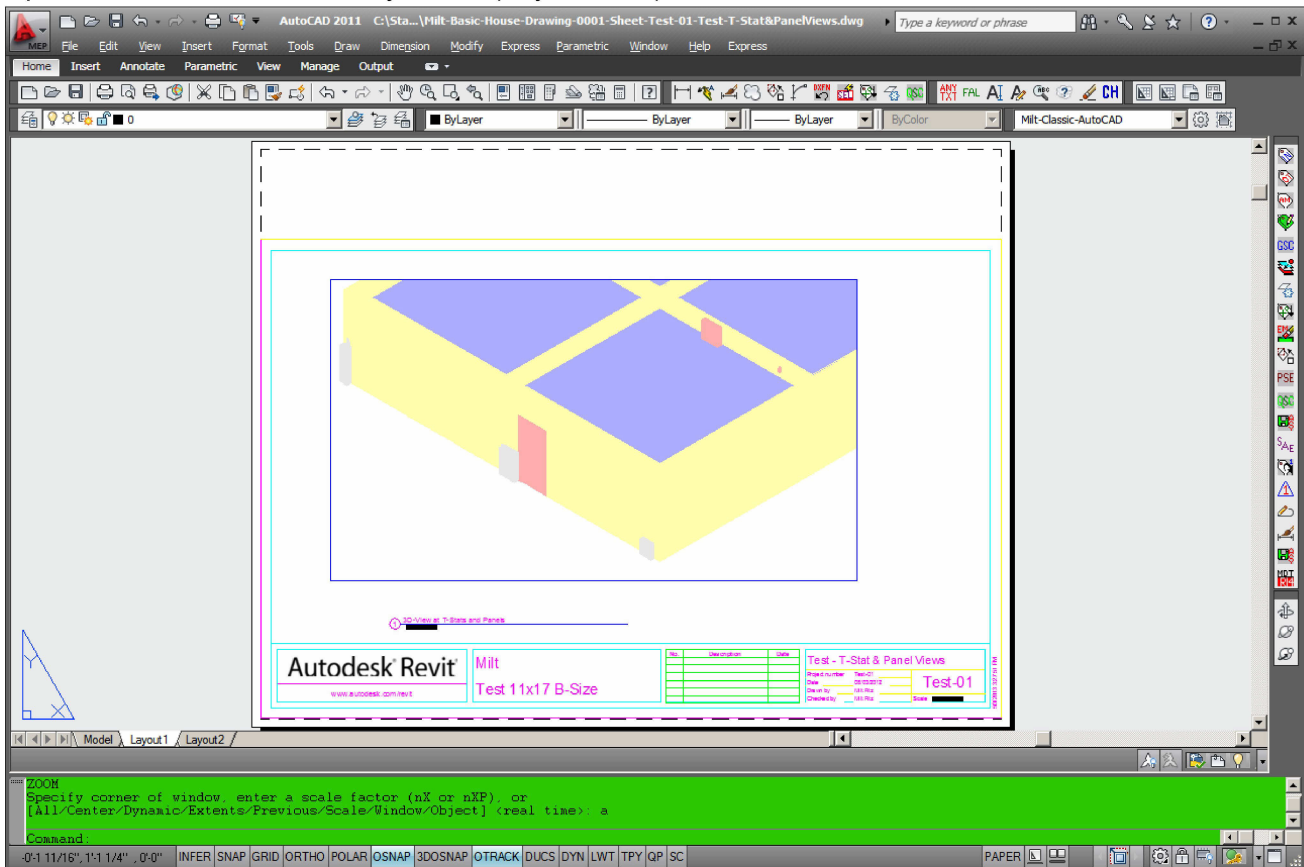 AutoCAD 2011 C:\Sta...\Milt-Basic-House-Drawing-0001-Sheet-Test-01-Test-T-Stat&PanelViews.dwg Type a keyword or phrase
MEP File Edit View Insert Format Tools Draw Dimension Modify Express Parametric Window Help Express
Home Insert Annotate Parametric View Manage Output
FAL CH
0 ByLayer ByLayer ByLayer ByColor Milt-Classic-AutoCAD
GSC
PSE
1 3D-View at T-Stats and Panels
Autodesk Revit
www.autodesk.com/revit
Milt
Test 11x17 B-Size
No. Description Date
Test - T-Stat & Panel Views
Project number Test-01
Date
Drawn by Milt Rita
Checked by Milt Rita
Test-01
Scale
Y
X
Model Layout1 Layout2
ZOOM
Specify corner of window, enter a scale factor (nX or nXP), or
[All/Center/Dynamic/Extents/Previous/Scale/Window/Object] <real time>: a
Command:
-0'-1 11/16", 1'-1 1/4" , 0'-0" INFER SNAP GRID ORTHO POLAR OSNAP 3DOSNAP OTRACK DUCS DYN LWT TPY QP SC PAPER